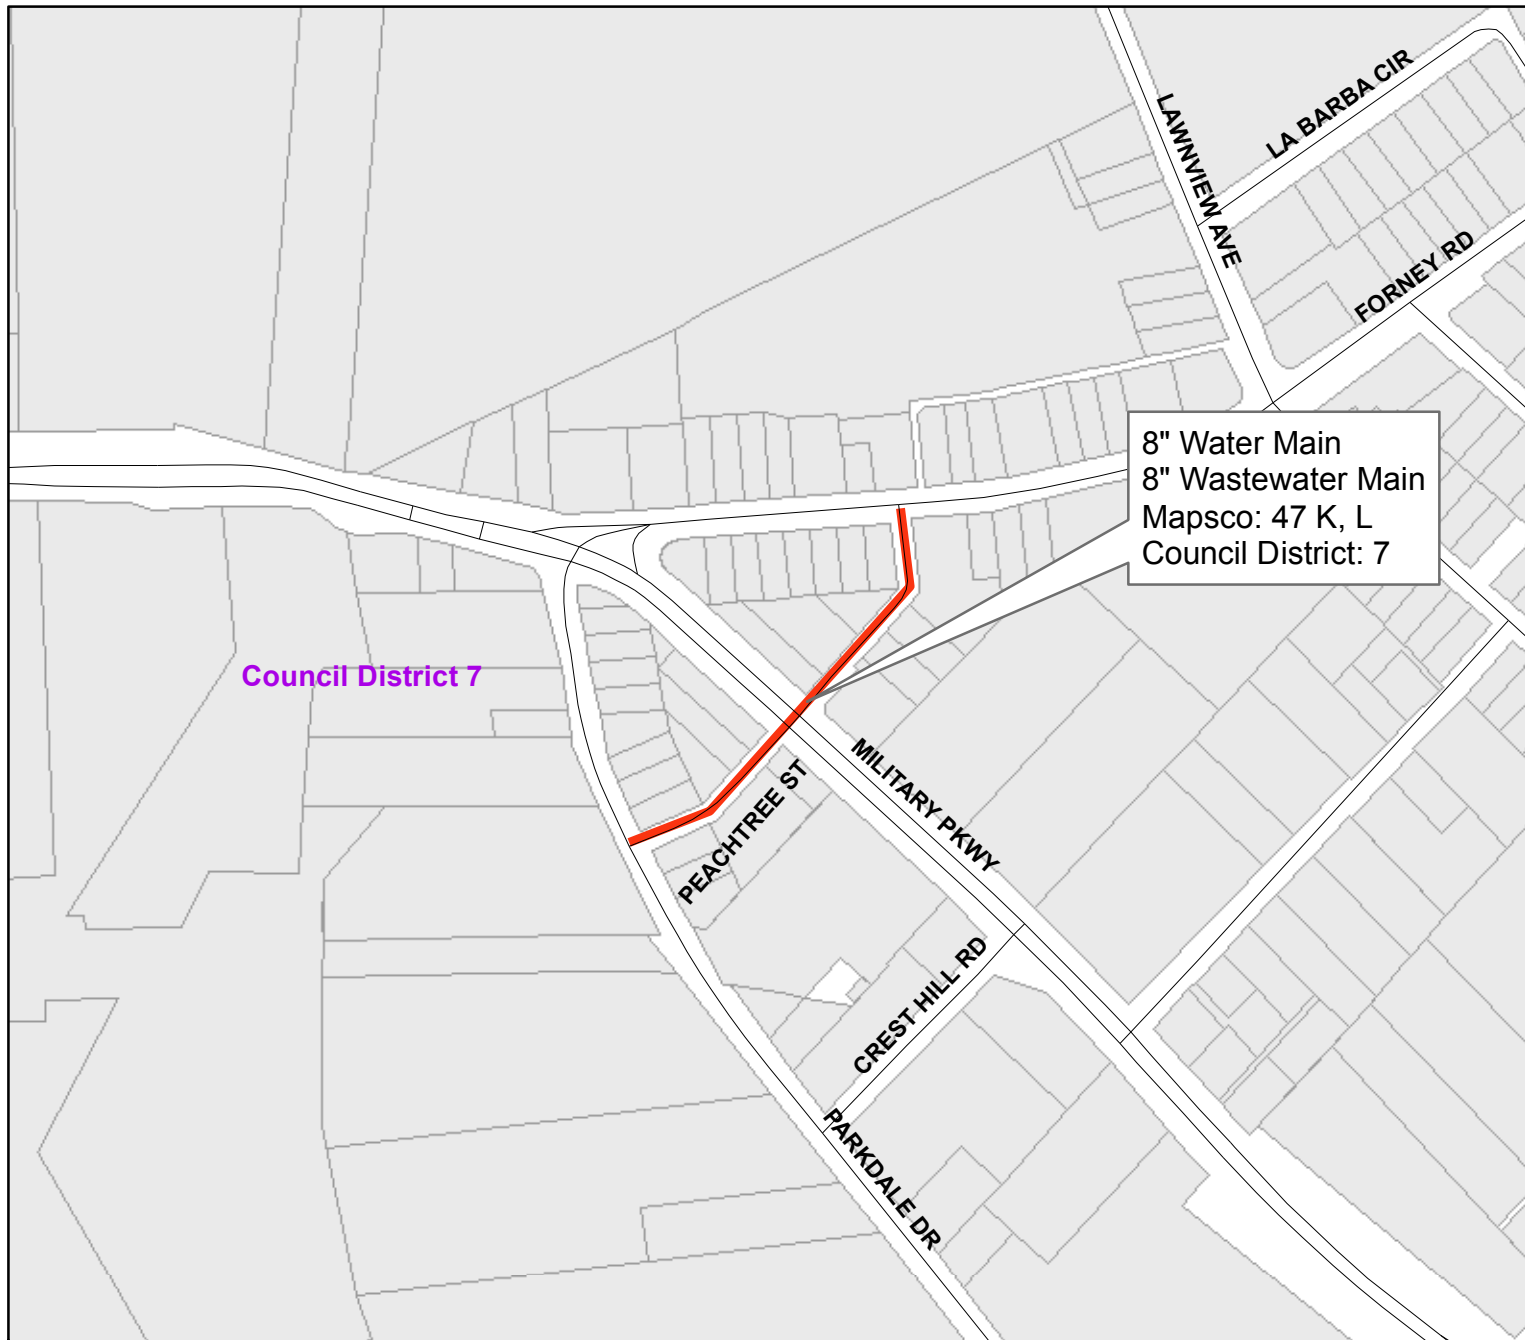 LA BARBA CIR
LAWNVIEW AVE
FORNEY RD
8" Water Main
8" Wastewater Main
Mapsco: 47 K, L
Council District: 7
Council District 7
MILITARY PKWY
PEACHTREE ST
CREST HILL RD
PARKDALE DR